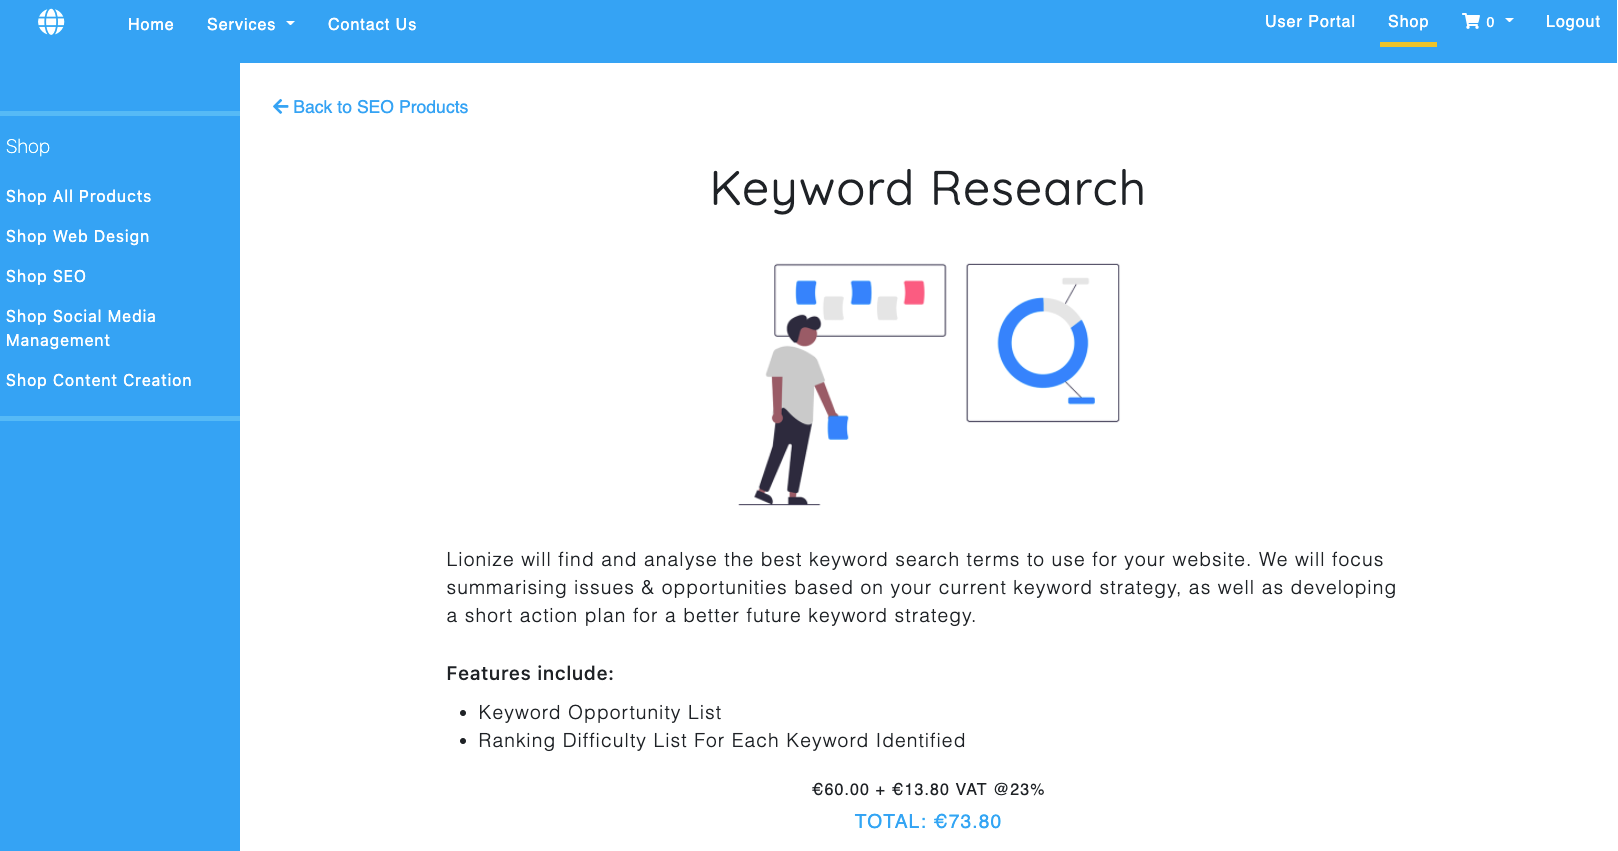 Home
Services
Contact Us
User Portal
Shop
0
Logout
Shop
Shop All Products
Shop Web Design
Shop SEO
Shop Social Media
Management
Shop Content Creation
Back to SEO Products
Keyword Research
Lionize will find and analyse the best keyword search terms to use for your website. We will focus
summarising issues & opportunities based on your current keyword strategy, as well as developing
a short action plan for a better future keyword strategy.
Features include:
• Keyword Opportunity List
• Ranking Difficulty List For Each Keyword Identified
€60.00 + €13.80 VAT @23%
TOTAL: €73.80